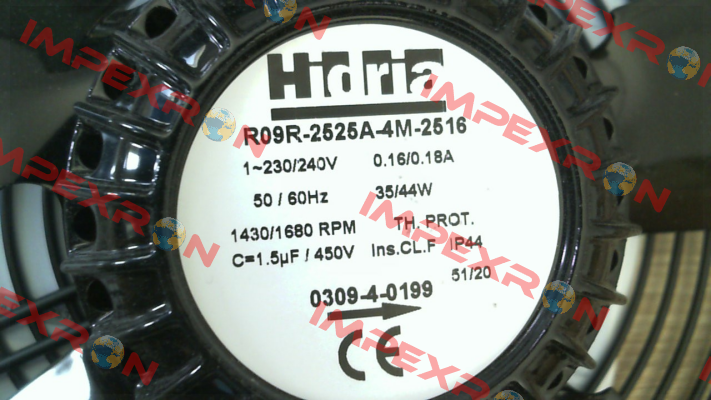 Hidria
R09R-2525A-4M-2516
1~230/240V 0.16/0.18A
50 / 60Hz 35/44W
1430/1680 RPM TH. PROT.
C=1.5µF / 450V Ins.CL.F IP44
51/20
0309-4-0199
CE
IMPEXRON
IMPEXRON
IMPEXRON
IMPEXRON
IMPEXRON